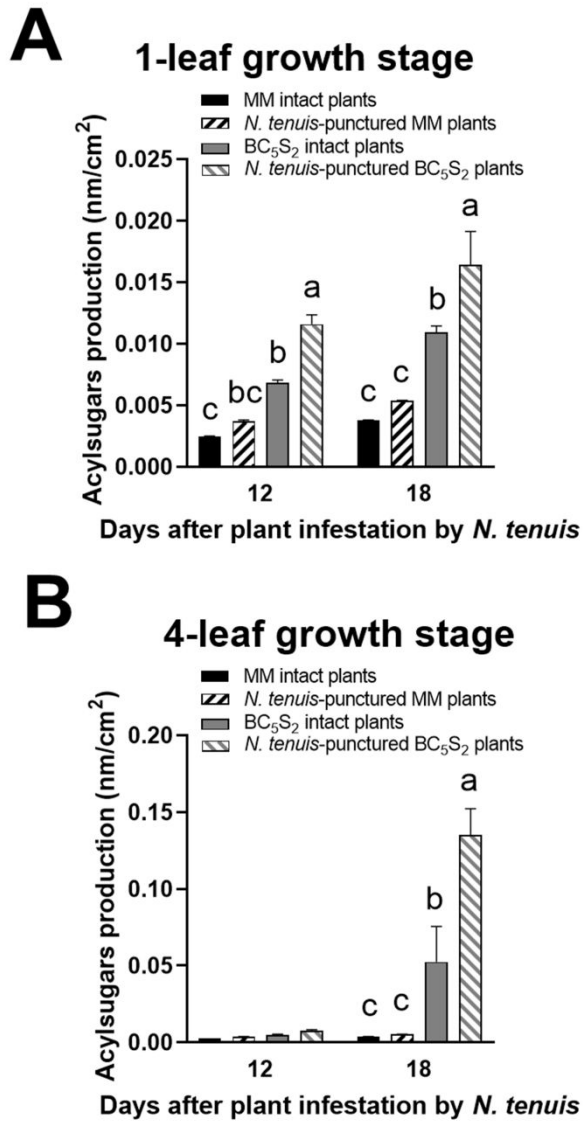 A
1-leaf growth stage
MM intact plants
N. tenuis-punctured MM plants
BC₅S₂ intact plants
N. tenuis-punctured BC₅S₂ plants
Acylsugars production (nm/cm²)
0.025
0.020
0.015
0.010
0.005
0.000
c
bc
b
a
c
c
b
a
12
18
Days after plant infestation by N. tenuis
B
4-leaf growth stage
MM intact plants
N. tenuis-punctured MM plants
BC₅S₂ intact plants
N. tenuis-punctured BC₅S₂ plants
Acylsugars production (nm/cm²)
0.20
0.15
0.10
0.05
0.00
c
c
b
a
12
18
Days after plant infestation by N. tenuis